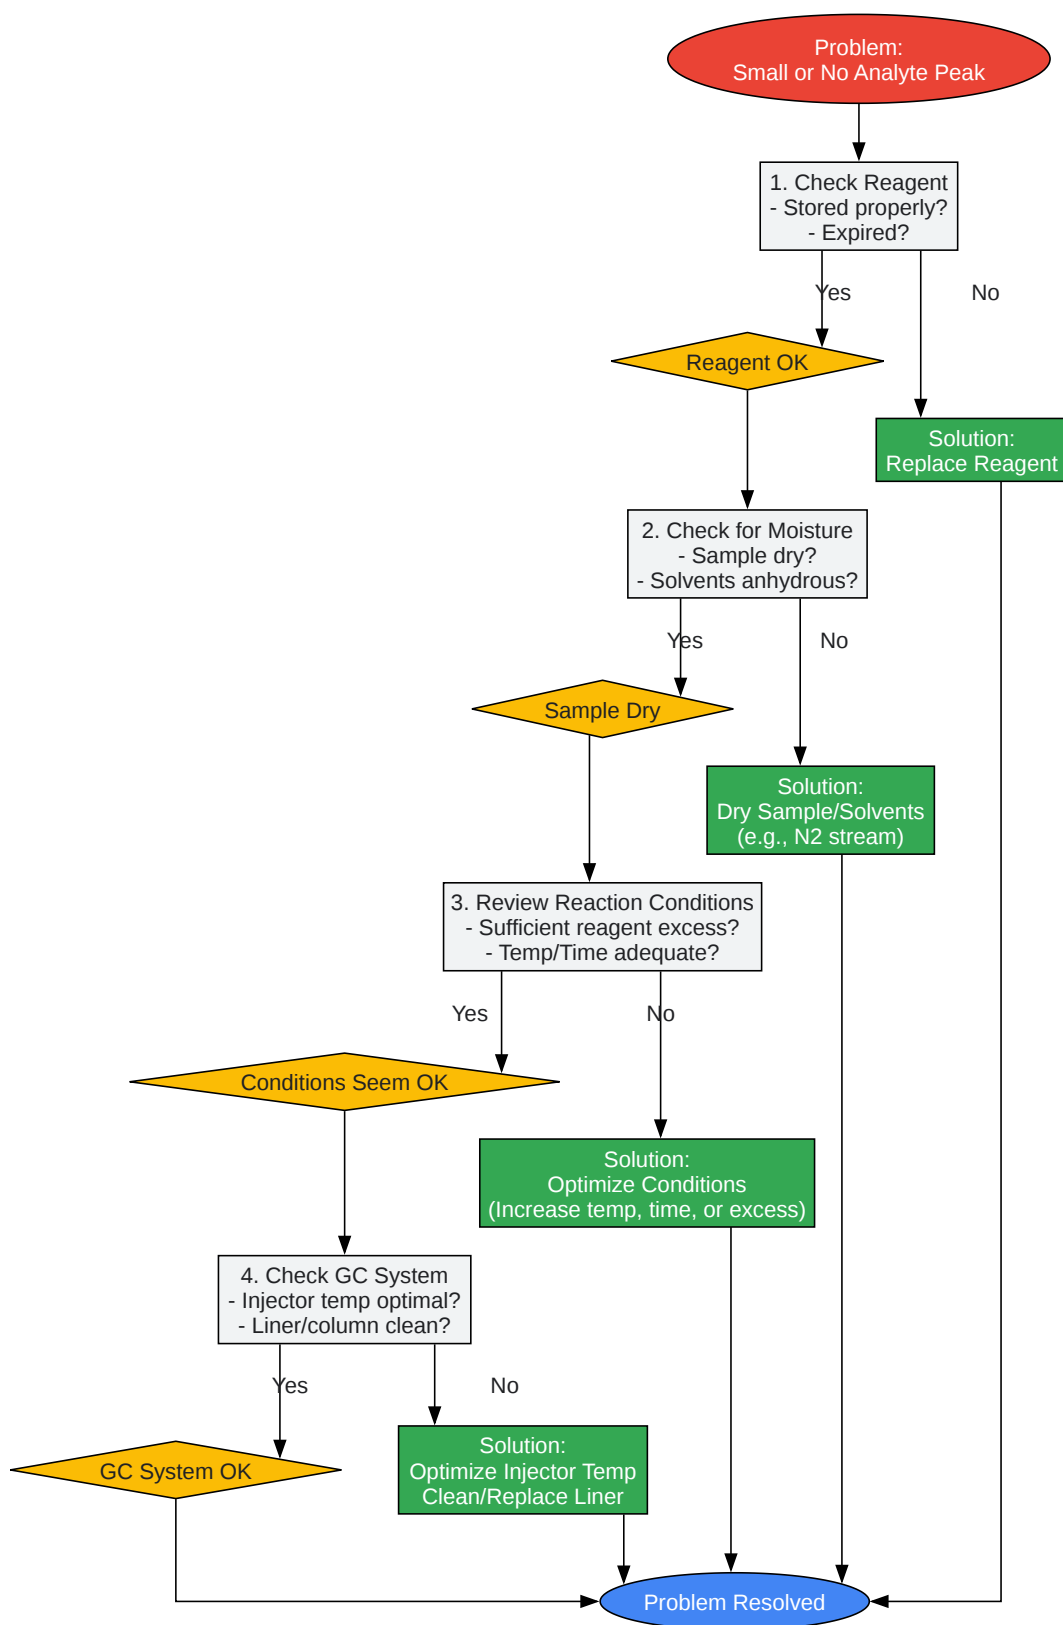 Problem:
Small or No Analyte Peak
1. Check Reagent
- Stored properly?
- Expired?
Yes
No
Reagent OK
Solution:
Replace Reagent
2. Check for Moisture
- Sample dry?
- Solvents anhydrous?
Yes
No
Sample Dry
Solution:
Dry Sample/Solvents
(e.g., N2 stream)
3. Review Reaction Conditions
- Sufficient reagent excess?
- Temp/Time adequate?
Yes
No
Conditions Seem OK
Solution:
Optimize Conditions
(Increase temp, time, or excess)
4. Check GC System
- Injector temp optimal?
- Liner/column clean?
Yes
No
GC System OK
Solution:
Optimize Injector Temp
Clean/Replace Liner
Problem Resolved